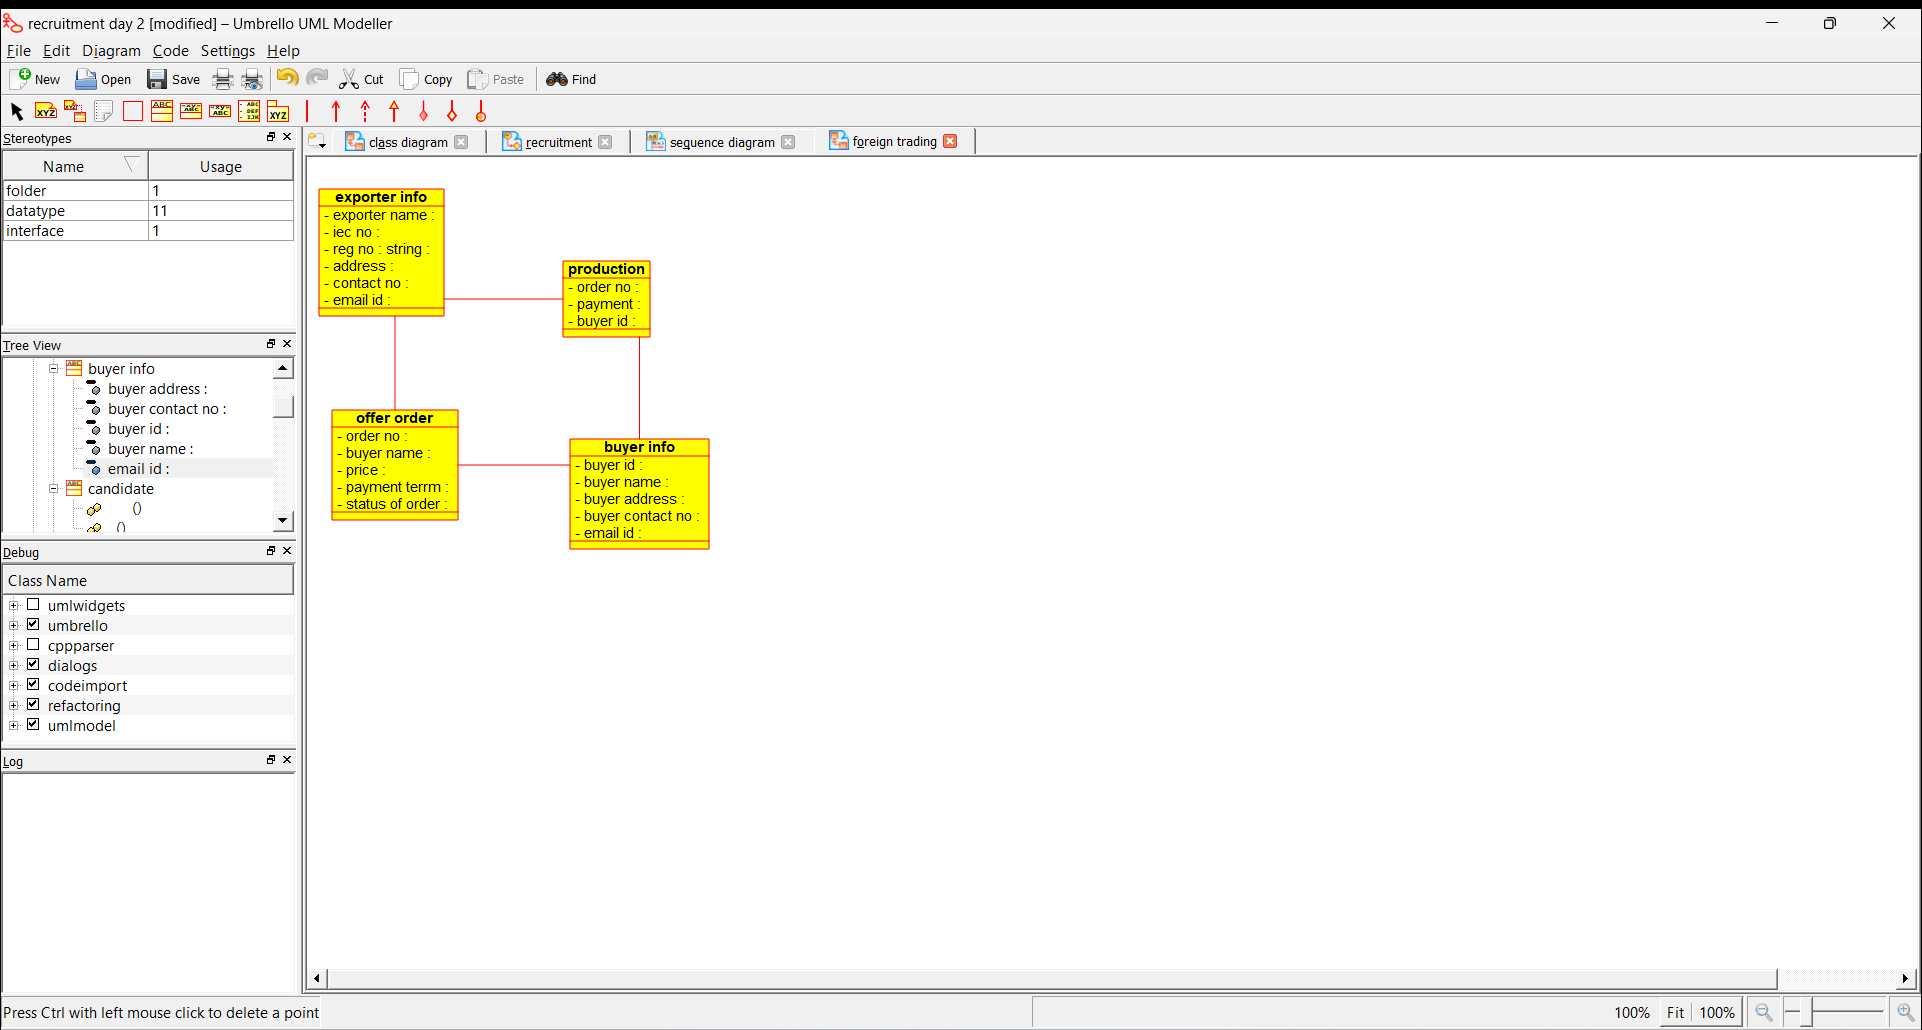 recruitment day 2 [modified] – Umbrello UML Modeller
File Edit Diagram Code Settings Help
New Open Save Cut Copy Paste Find
Stereotypes
Name Usage
folder 1
datatype 11
interface 1
Tree View
buyer info
buyer address :
buyer contact no :
buyer id :
buyer name :
email id :
candidate
()
()
Debug
Class Name
umlwidgets
umbrello
cppparser
dialogs
codeimport
refactoring
umlmodel
Log
class diagram recruitment sequence diagram foreign trading
exporter info
- exporter name :
- iec no :
- reg no : string :
- address :
- contact no :
- email id :
production
- order no :
- payment :
- buyer id :
offer order
- order no :
- buyer name :
- price :
- payment terrm :
- status of order :
buyer info
- buyer id :
- buyer name :
- buyer address :
- buyer contact no :
- email id :
Press Ctrl with left mouse click to delete a point
100% Fit 100%